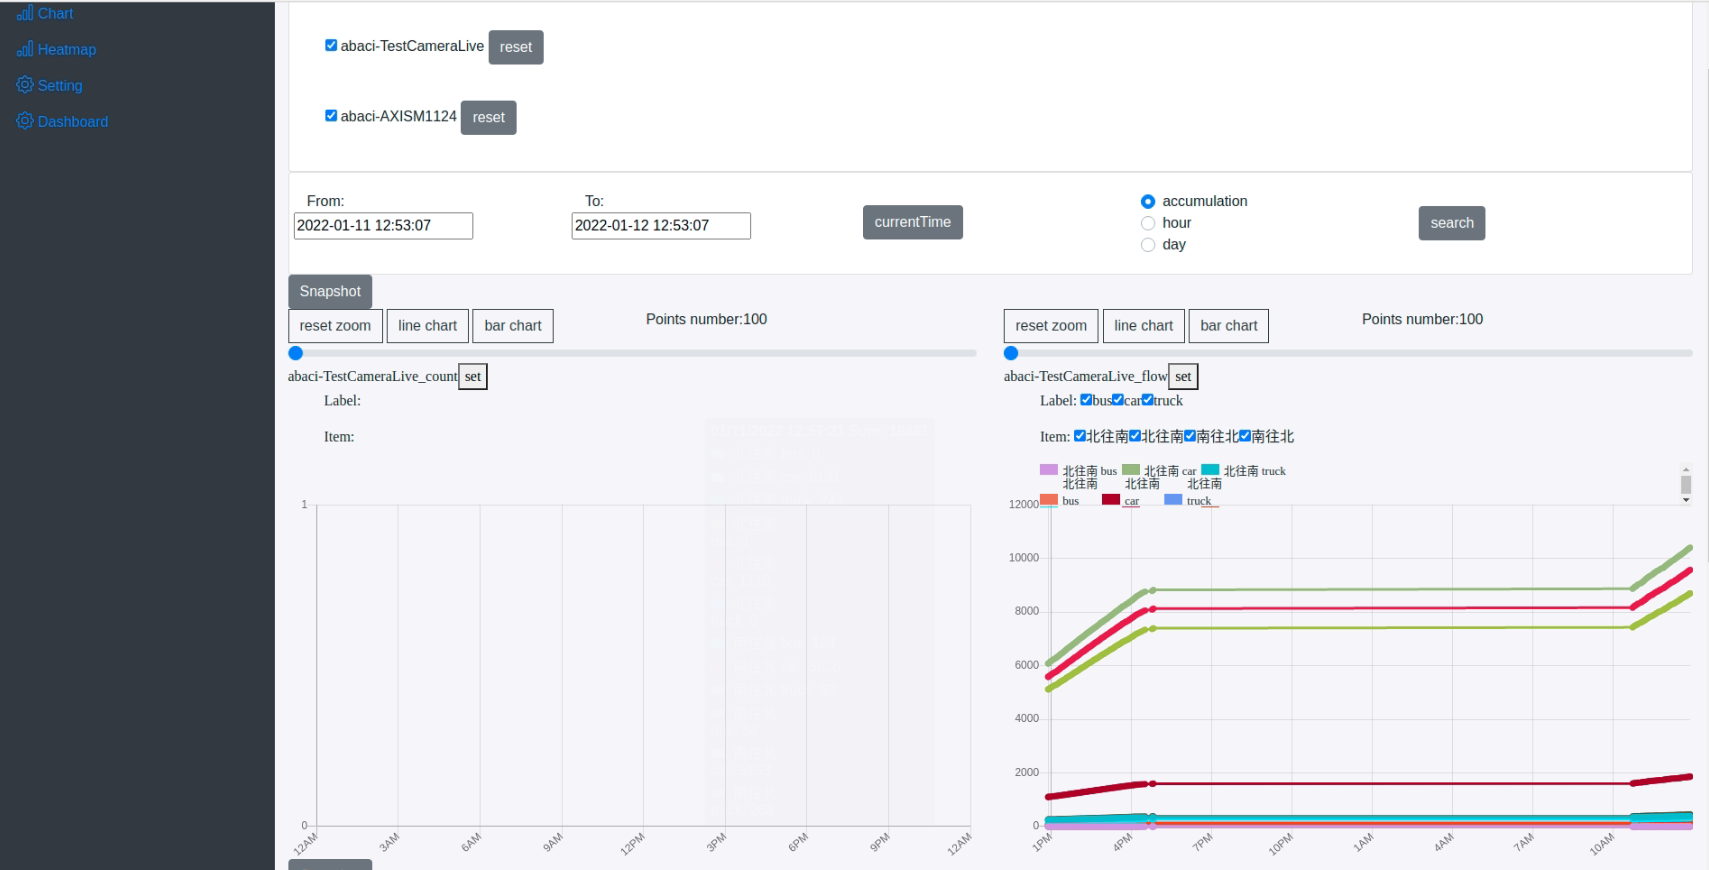 Chart
Heatmap
Setting
Dashboard
abaci-TestCameraLive reset
abaci-AXISM1124 reset
From:
2022-01-11 12:53:07
To:
2022-01-12 12:53:07
currentTime
accumulation
hour
day
search
Snapshot
reset zoom line chart bar chart Points number:100
abaci-TestCameraLive_count set
Label:
Item:
1
0
12AM 3AM 6AM 9AM 12PM 3PM 6PM 9PM 12AM
reset zoom line chart bar chart Points number:100
abaci-TestCameraLive_flow set
Label: bus car truck
Item: 北往南 北往南 南往北 南往北
北往南 bus 北往南 car 北往南 truck
北往南 北往南 北往南
bus car truck
12000
10000
8000
6000
4000
2000
0
1PM 4PM 7PM 10PM 1AM 4AM 7AM 10AM